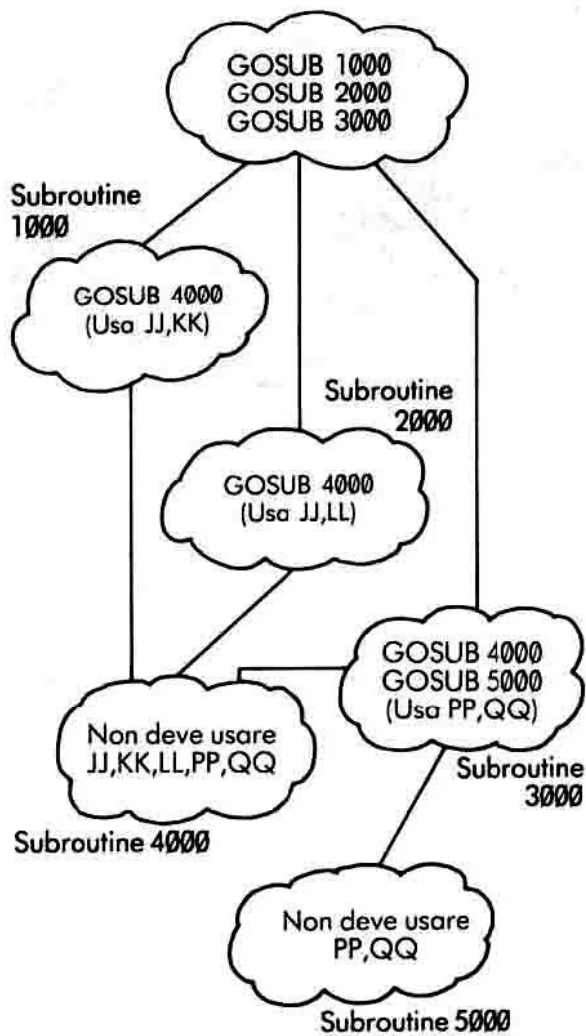 GOSUB 1000
GOSUB 2000
GOSUB 3000
Subroutine
1000
GOSUB 4000
(Usa JJ,KK)
Subroutine
2000
GOSUB 4000
(Usa JJ,LL)
GOSUB 4000
GOSUB 5000
(Usa PP,QQ)
Subroutine
3000
Non deve usare
JJ,KK,LL,PP,QQ
Subroutine 4000
Non deve usare
PP,QQ
Subroutine 5000